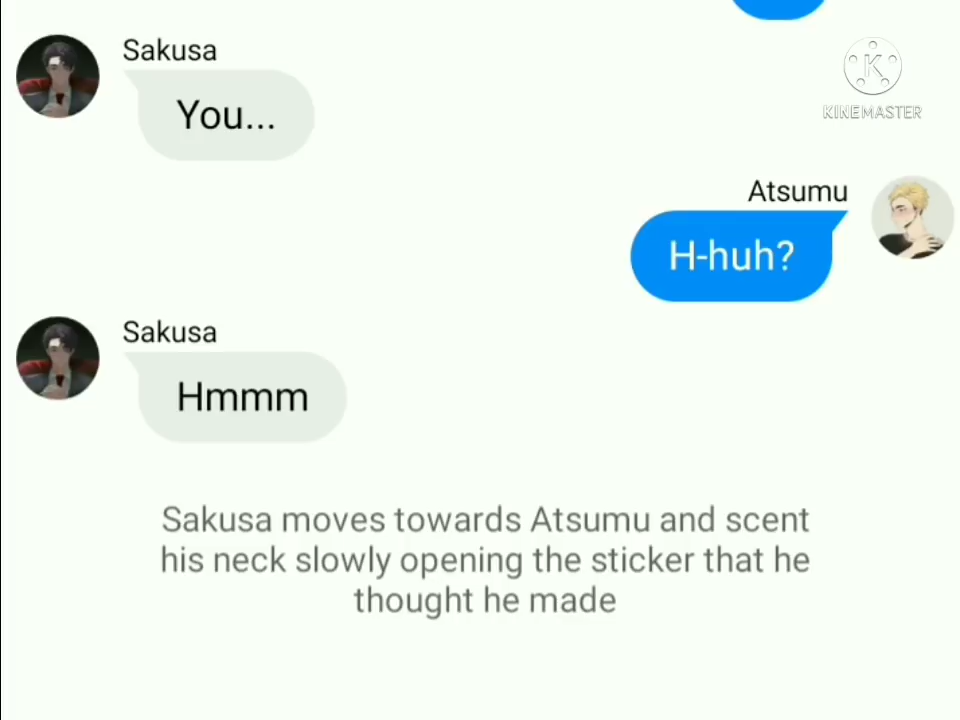 Sakusa
You...
KINEMASTER
Atsumu
H-huh?
Sakusa
Hmmm
Sakusa moves towards Atsumu and scent
his neck slowly opening the sticker that he
thought he made